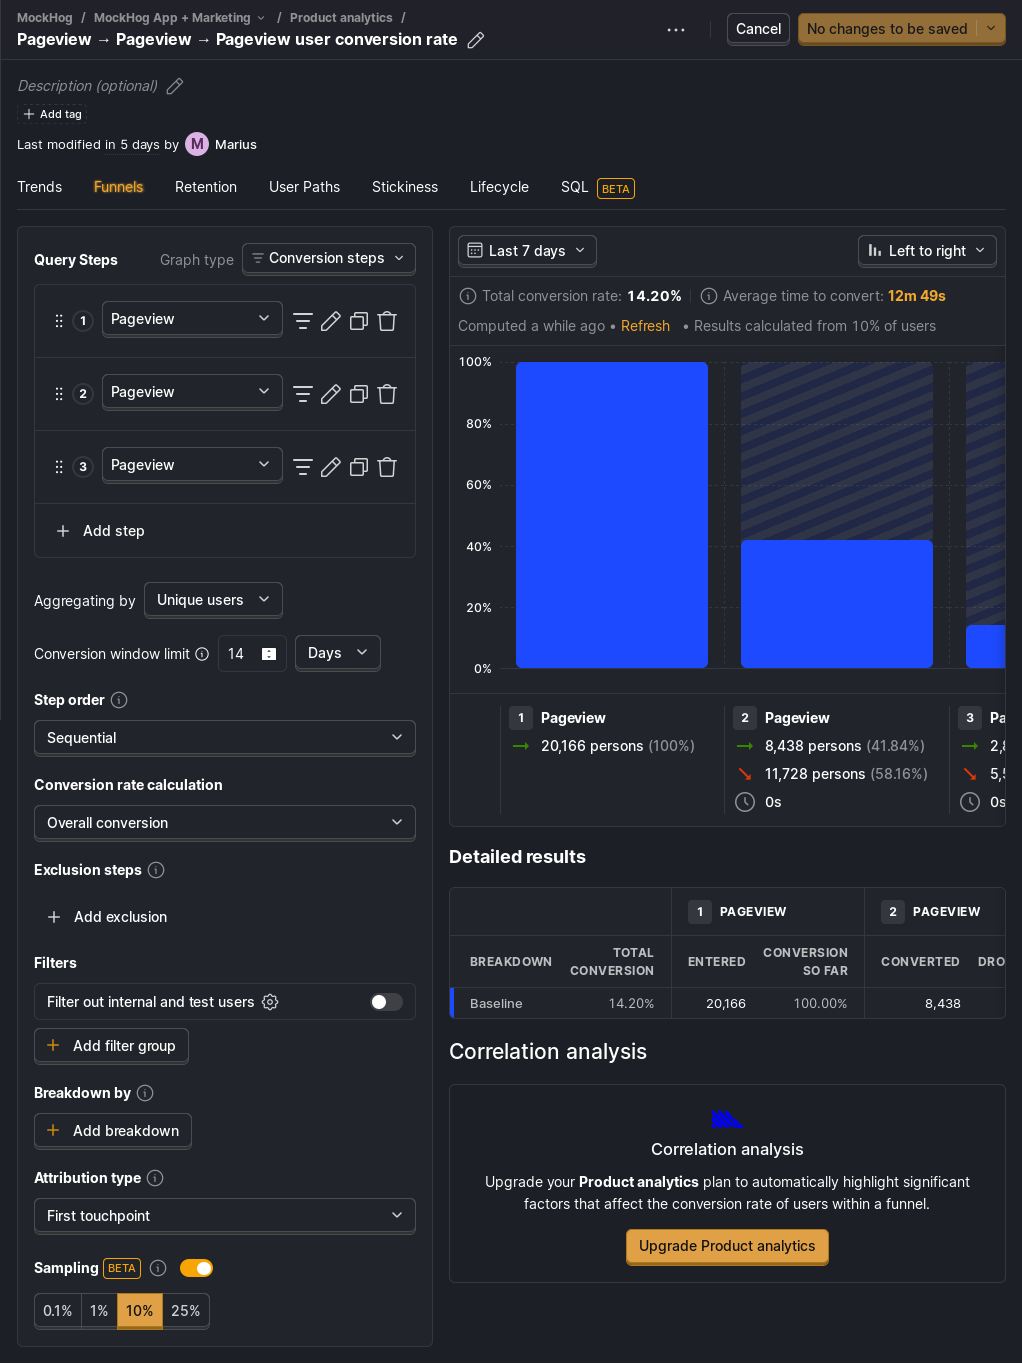 MockHog / MockHog App + Marketing / Product analytics /
Pageview → Pageview → Pageview user conversion rate
Cancel
No changes to be saved
Description (optional)
Add tag
Last modified in 5 days by M Marius
Trends Funnels Retention User Paths Stickiness Lifecycle SQL BETA
Query Steps Graph type Conversion steps
1 Pageview
2 Pageview
3 Pageview
Add step
Aggregating by Unique users
Conversion window limit 14 Days
Step order
Sequential
Conversion rate calculation
Overall conversion
Exclusion steps
Add exclusion
Filters
Filter out internal and test users
Add filter group
Breakdown by
Add breakdown
Attribution type
First touchpoint
Sampling BETA
0.1% 1% 10% 25%
Last 7 days Left to right
Total conversion rate: 14.20% Average time to convert: 12m 49s
Computed a while ago • Refresh • Results calculated from 10% of users
100%
80%
60%
40%
20%
0%
1 Pageview
20,166 persons (100%)
2 Pageview
8,438 persons (41.84%)
11,728 persons (58.16%)
0s
3 Pa
2,8
5,5
0s
Detailed results
1 PAGEVIEW 2 PAGEVIEW
BREAKDOWN TOTAL CONVERSION ENTERED CONVERSION SO FAR CONVERTED DRO
Baseline 14.20% 20,166 100.00% 8,438
Correlation analysis
Correlation analysis
Upgrade your Product analytics plan to automatically highlight significant
factors that affect the conversion rate of users within a funnel.
Upgrade Product analytics